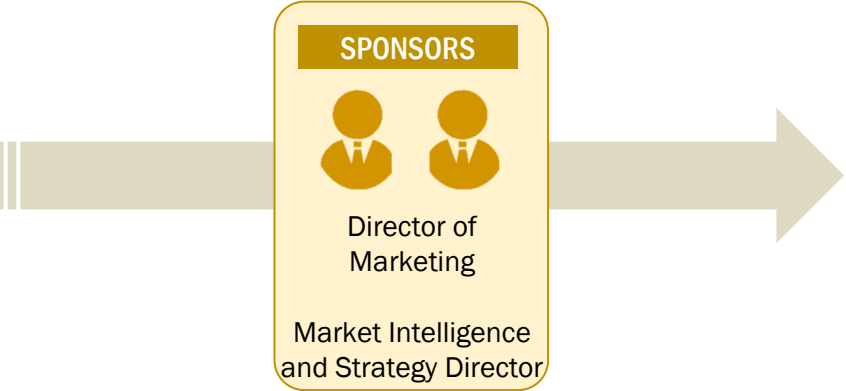 SPONSORS
Director of
Marketing
Market Intelligence
and Strategy Director